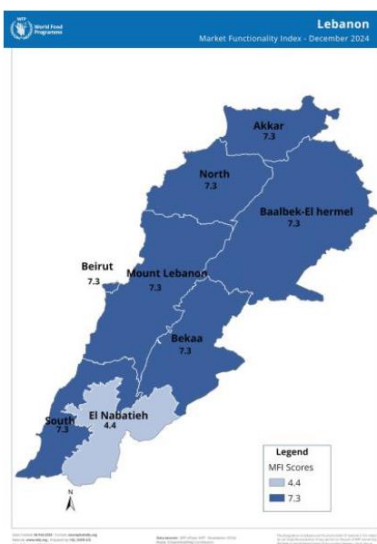 WFP
World Food
Programme
Lebanon
Market Functionality Index - December 2024
Akkar
7.3
North
7.3
Baalbek-El hermel
7.3
Beirut
7.3
Mount Lebanon
7.3
Bekaa
7.3
El Nabatieh
4.4
South
7.3
N
Legend
MFI Scores
4.4
7.3